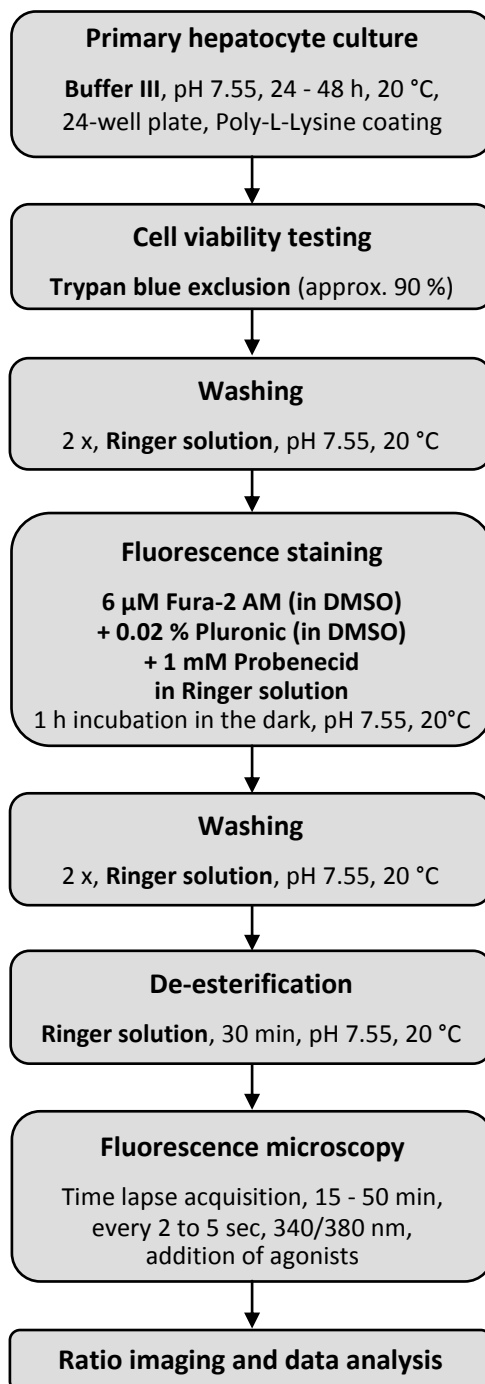 Primary hepatocyte culture
Buffer III, pH 7.55, 24 - 48 h, 20 °C,
24-well plate, Poly-L-Lysine coating
Cell viability testing
Trypan blue exclusion (approx. 90 %)
Washing
2 x, Ringer solution, pH 7.55, 20 °C
Fluorescence staining
6 µM Fura-2 AM (in DMSO)
+ 0.02 % Pluronic (in DMSO)
+ 1 mM Probenecid
in Ringer solution
1 h incubation in the dark, pH 7.55, 20°C
Washing
2 x, Ringer solution, pH 7.55, 20 °C
De-esterification
Ringer solution, 30 min, pH 7.55, 20 °C
Fluorescence microscopy
Time lapse acquisition, 15 - 50 min,
every 2 to 5 sec, 340/380 nm,
addition of agonists
Ratio imaging and data analysis